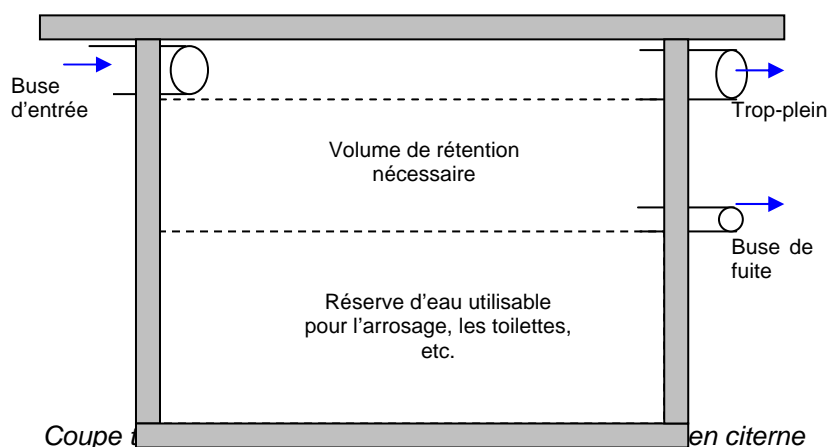 Buse
d'entrée
Trop-plein
Volume de rétention
nécessaire
Buse de
fuite
Réserve d'eau utilisable
pour l'arrosage, les toilettes,
etc.
Coupe en citerne